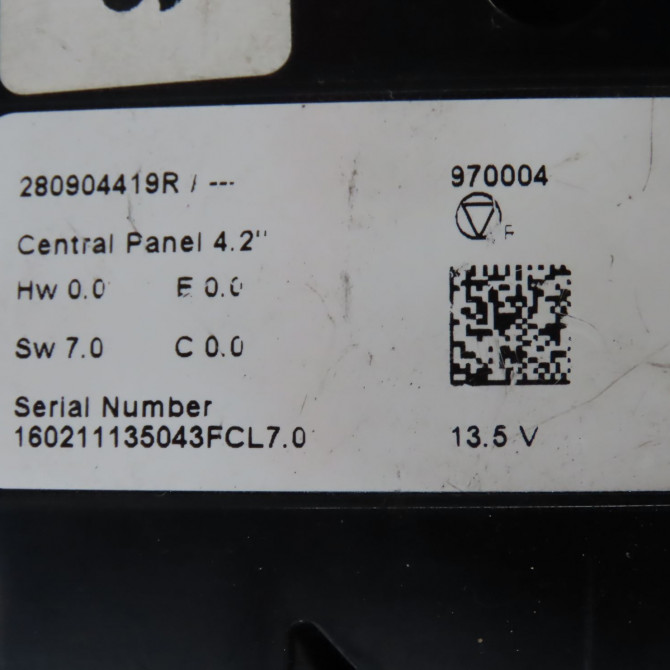 280904419R / ---
970004
F
Central Panel 4.2"
Hw 0.0 E 0.0
Sw 7.0 C 0.0
Serial Number
160211135043FCL7.0
13.5 V